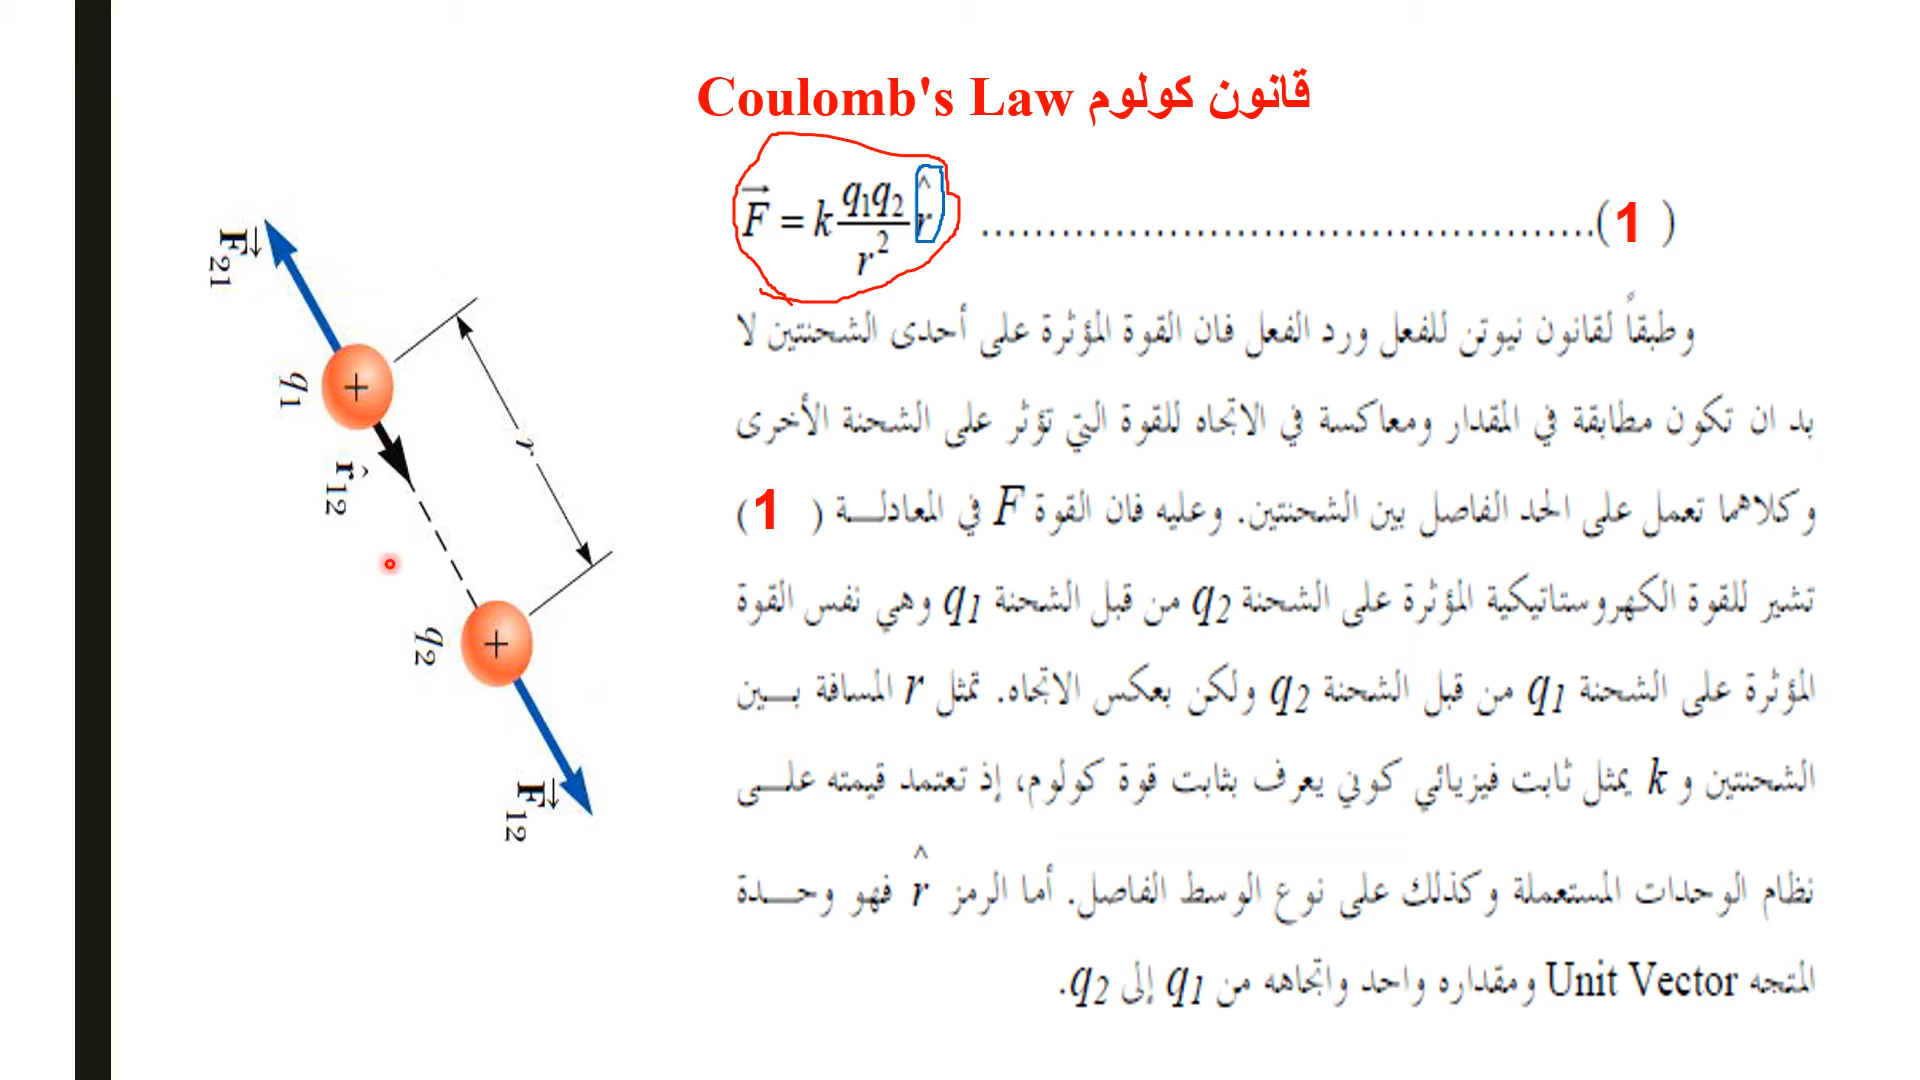 Coulomb's Law قانون كولوم
F = k q1q2 / r² r̂ ..............................................( 1 )
وطبقاً لقانون نيوتن للفعل ورد الفعل فان القوة المؤثرة على أحدى الشحنتين لا
بد ان تكون مطابقة في المقدار ومعاكسة في الاتجاه للقوة التي تؤثر على الشحنة الأخرى
وكلاهما تعمل على الحد الفاصل بين الشحنتين. وعليه فان القوة F في المعادلة ( 1 )
تشير للقوة الكهروستاتيكية المؤثرة على الشحنة q2 من قبل الشحنة q1 وهي نفس القوة
المؤثرة على الشحنة q1 من قبل الشحنة q2 ولكن بعكس الاتجاه. تمثل r المسافة بين
الشحنتين و k يمثل ثابت فيزيائي كوني يعرف بثابت قوة كولوم، إذ تعتمد قيمته على
نظام الوحدات المستعملة وكذلك على نوع الوسط الفاصل. أما الرمز r̂ فهو وحدة
المتجه Unit Vector ومقداره واحد واتجاهه من q1 إلى q2.
F21
q1
+
r̂12
r
q2
+
F12